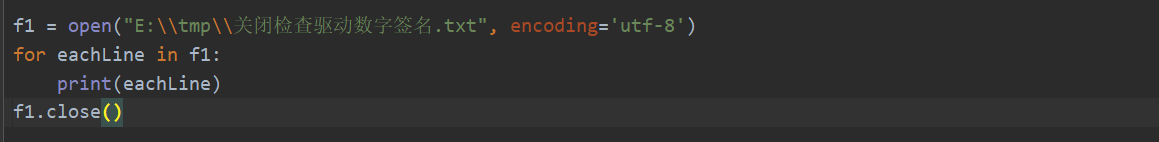 f1 = open("E:\\tmp\\关闭检查驱动数字签名.txt", encoding='utf-8')
for eachLine in f1:
    print(eachLine)
f1.close()